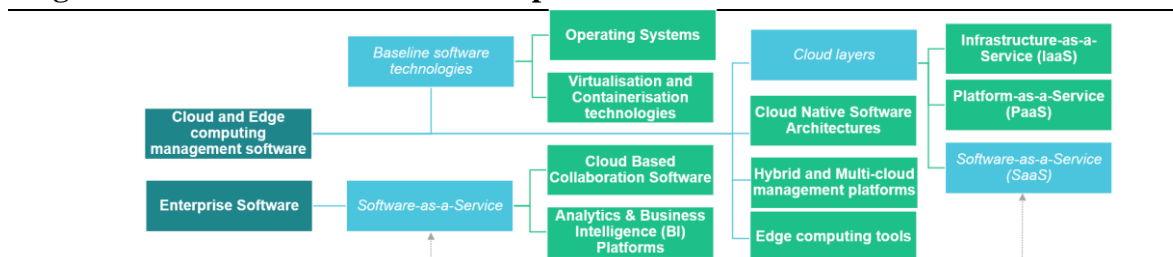 Operating Systems
Baseline software
technologies
Virtualisation and
Containerisation
technologies
Cloud layers
Infrastructure-as-a-
Service (IaaS)
Platform-as-a-Service
(PaaS)
Software-as-a-Service
(SaaS)
Cloud Native Software
Architectures
Hybrid and Multi-cloud
management platforms
Edge computing tools
Cloud and Edge
computing
management software
Enterprise Software
Software-as-a-Service
Cloud Based
Collaboration Software
Analytics & Business
Intelligence (BI)
Platforms